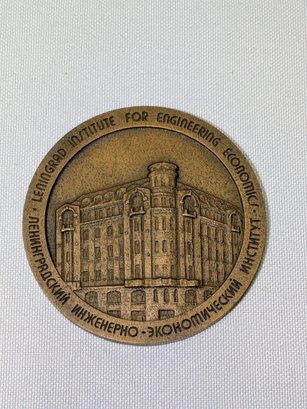 LENINGRAD INSTITUTE FOR ENGINEERING ECONOMICS
ЛЕНИНГРАДСКИЙ ИНЖЕНЕРНО-ЭКОНОМИЧЕСКИЙ ИНСТИТУТ